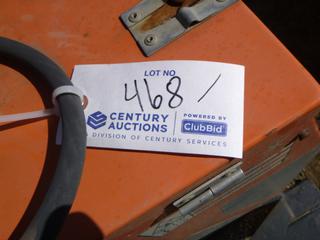 LOT NO
468 /
CENTURY POWERED BY
AUCTIONS ClubBid
A DIVISION OF CENTURY SERVICES